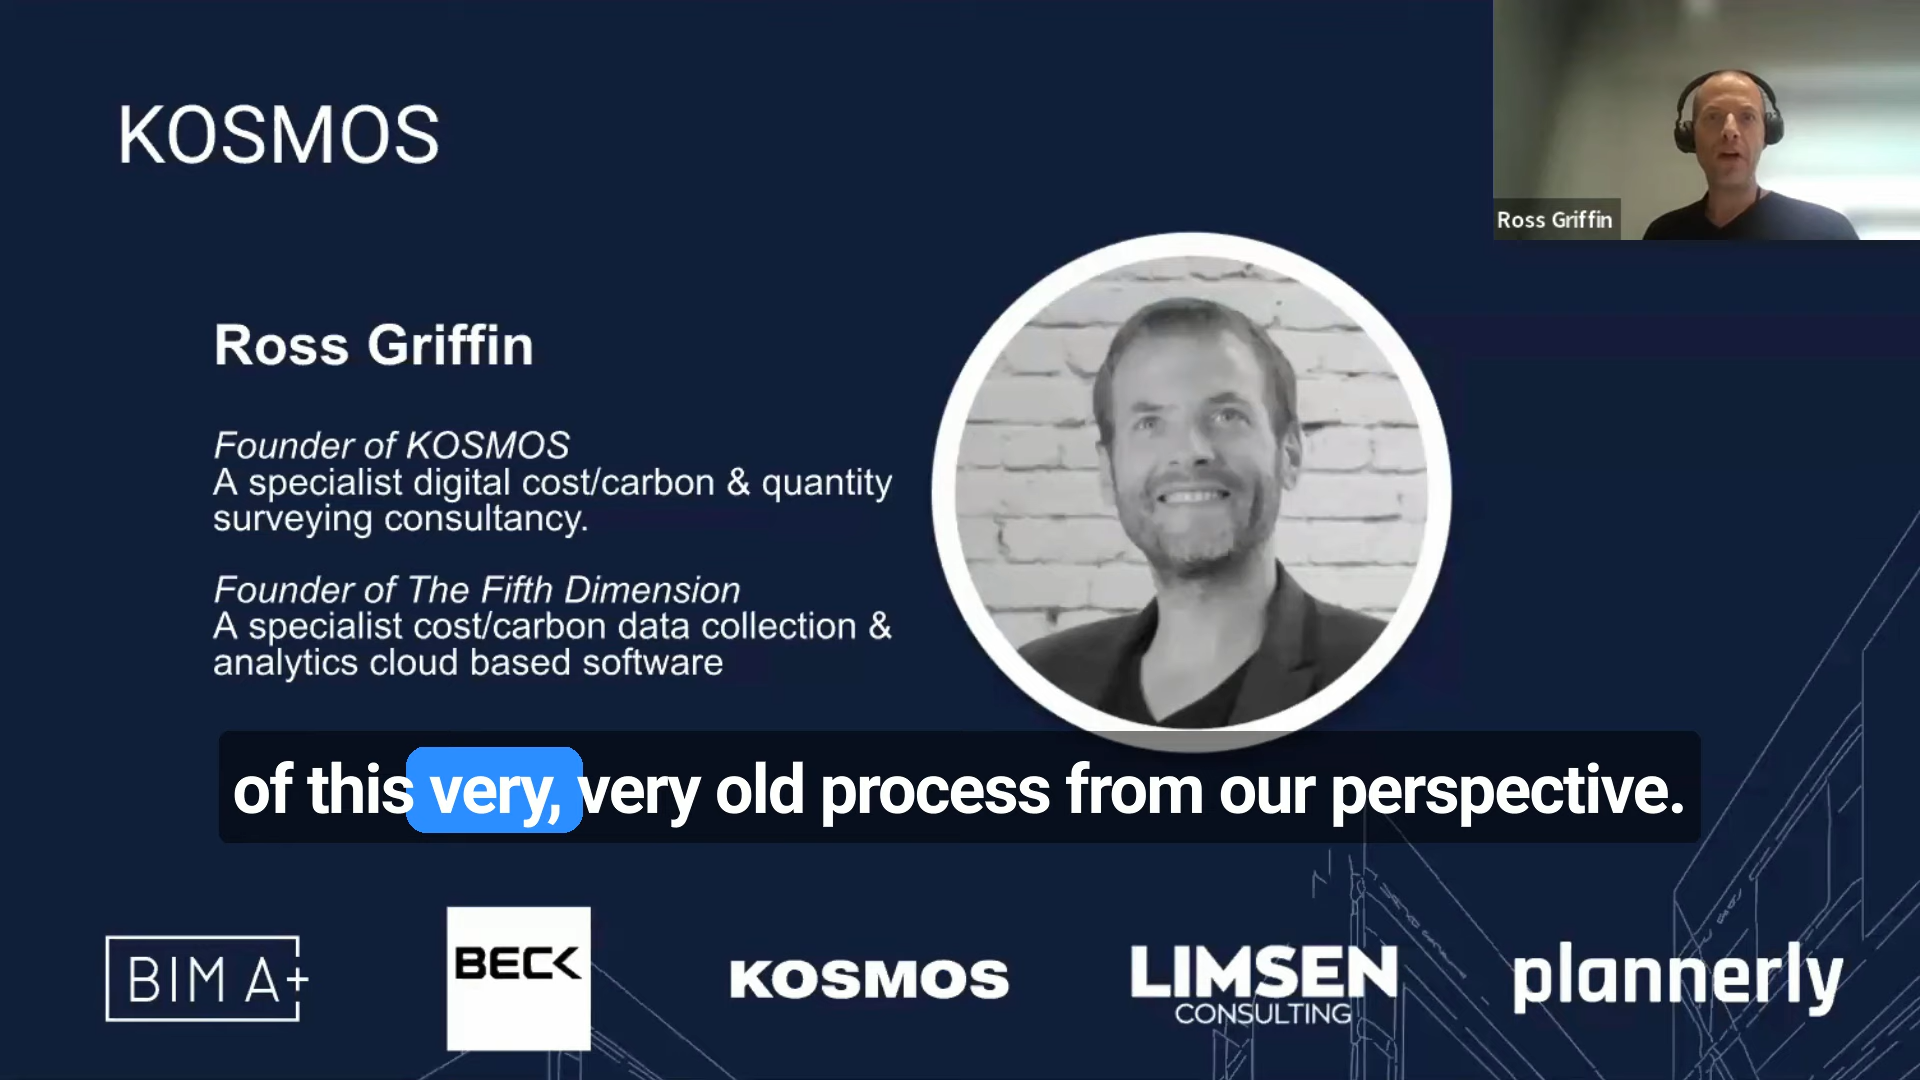 KOSMOS
Ross Griffin
Ross Griffin
Founder of KOSMOS
A specialist digital cost/carbon & quantity
surveying consultancy.
Founder of The Fifth Dimension
A specialist cost/carbon data collection &
analytics cloud based software
of this very, very old process from our perspective.
BIM A+
BECK
KOSMOS
LIMSEN
CONSULTING
plannerly